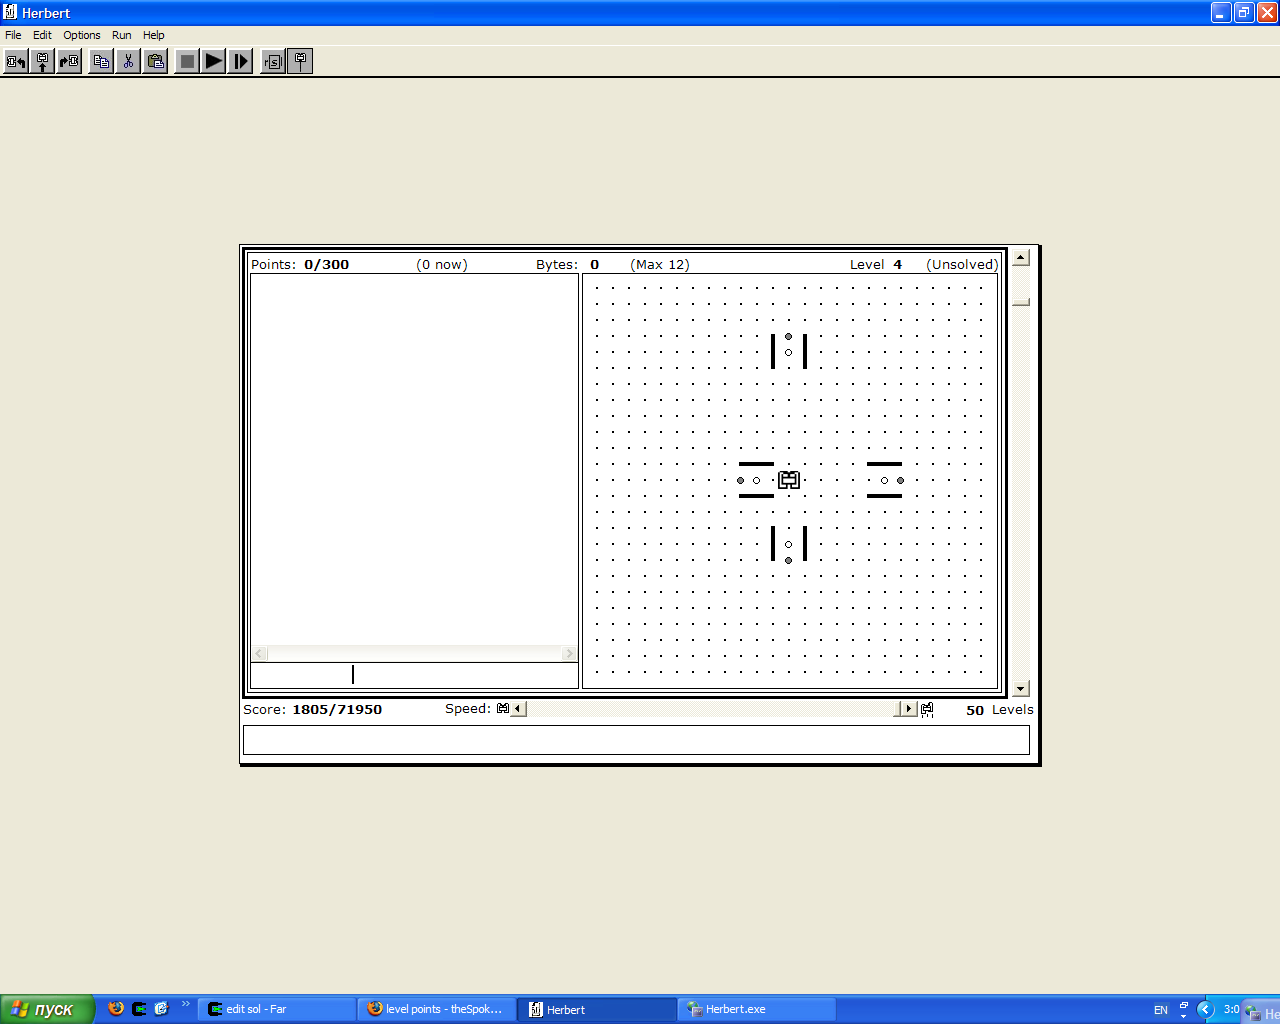 Herbert
File Edit Options Run Help
r s l
Points: 0/300 (0 now) Bytes: 0 (Max 12) Level 4 (Unsolved)
Score: 1805/71950 Speed: 50 Levels
пуск edit sol - Far level points - theSpok... Herbert Herbert.exe EN 3:0
He